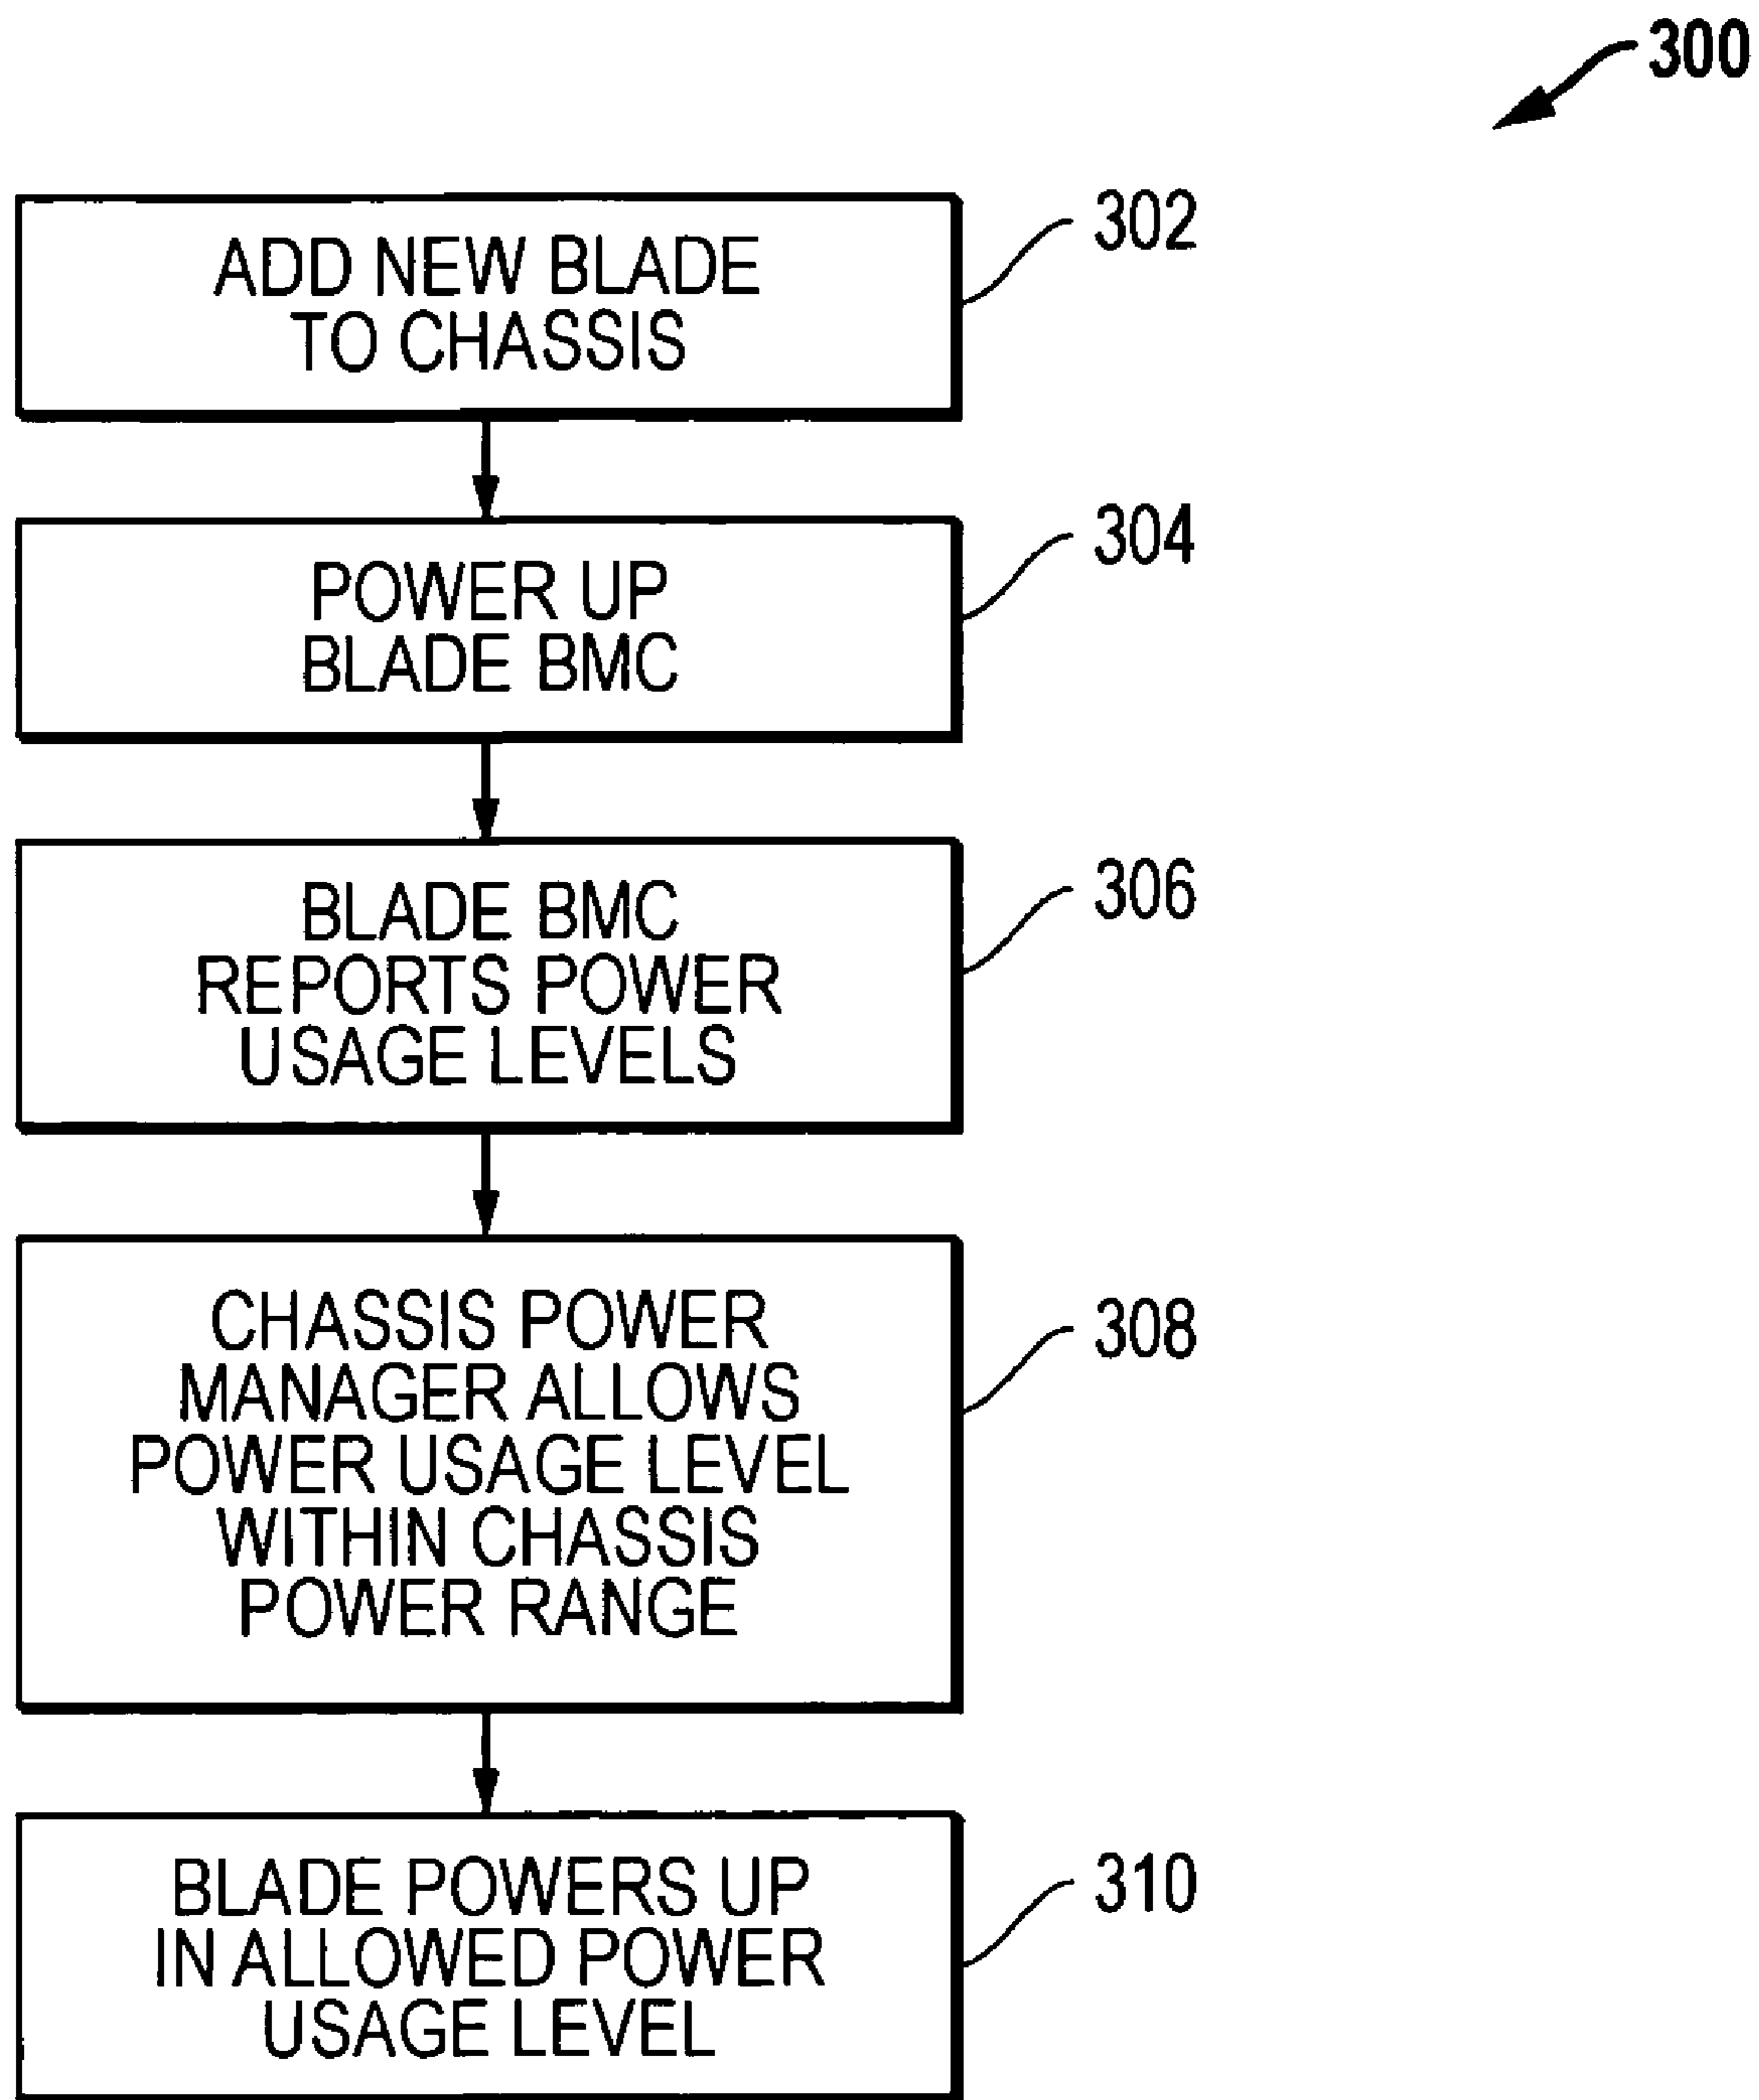 300
ADD NEW BLADE
TO CHASSIS
302
POWER UP
BLADE BMC
304
BLADE BMC
REPORTS POWER
USAGE LEVELS
306
CHASSIS POWER
MANAGER ALLOWS
POWER USAGE LEVEL
WITHIN CHASSIS
POWER RANGE
308
BLADE POWERS UP
IN ALLOWED POWER
USAGE LEVEL
310